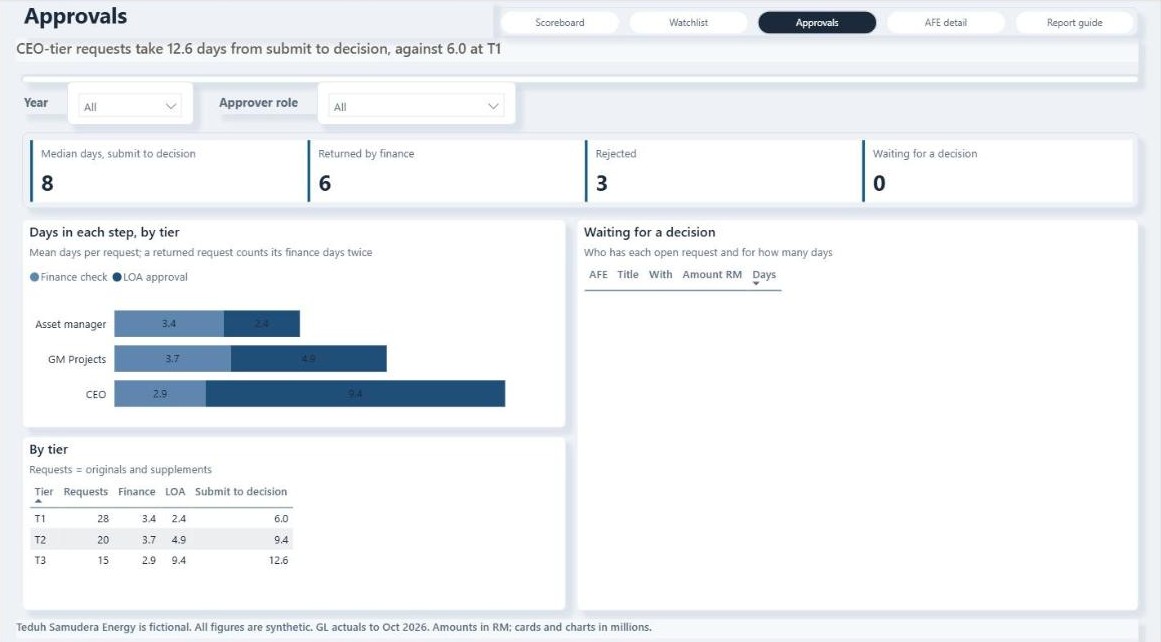 Approvals
Scoreboard
Watchlist
Approvals
AFE detail
Report guide
CEO-tier requests take 12.6 days from submit to decision, against 6.0 at T1
Year
All
Approver role
All
Median days, submit to decision
8
Returned by finance
6
Rejected
3
Waiting for a decision
0
Days in each step, by tier
Mean days per request; a returned request counts its finance days twice
Finance check LOA approval
Asset manager 3.4 2.4
GM Projects 3.7 4.9
CEO 2.9 9.4
By tier
Requests = originals and supplements
Tier Requests Finance LOA Submit to decision
T1 28 3.4 2.4 6.0
T2 20 3.7 4.9 9.4
T3 15 2.9 9.4 12.6
Waiting for a decision
Who has each open request and for how many days
AFE Title With Amount RM Days
Teduh Samudera Energy is fictional. All figures are synthetic. GL actuals to Oct 2026. Amounts in RM; cards and charts in millions.